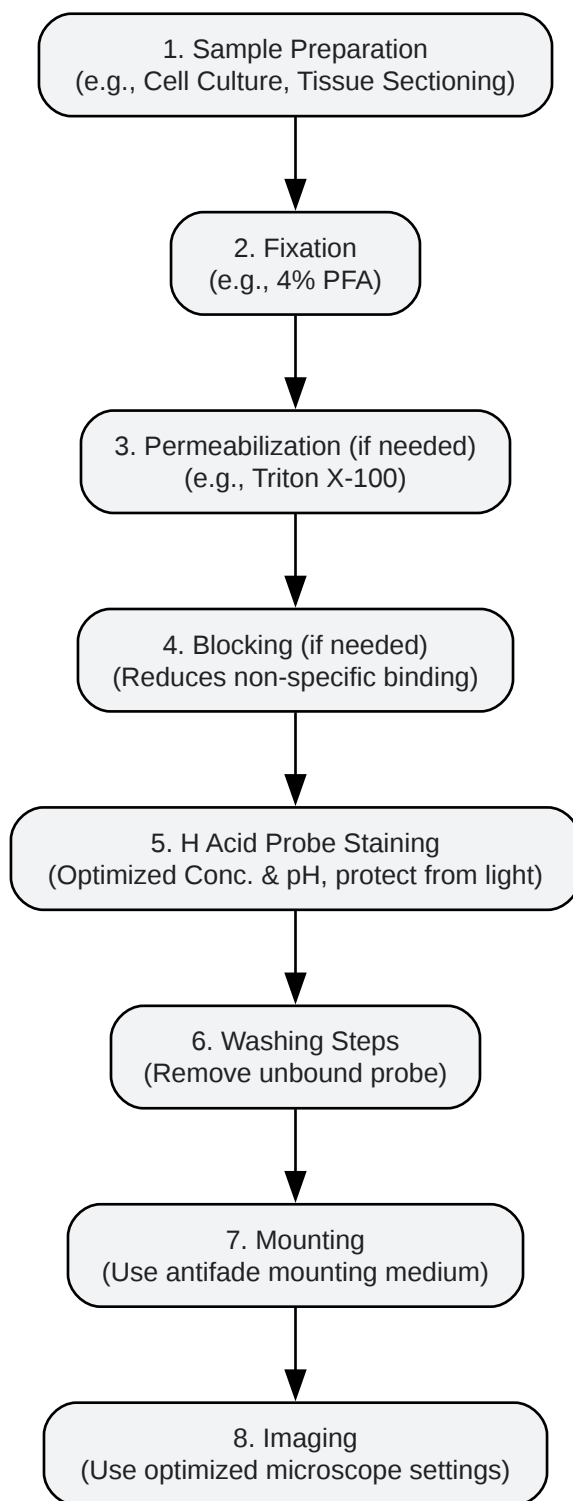 1. Sample Preparation
(e.g., Cell Culture, Tissue Sectioning)
2. Fixation
(e.g., 4% PFA)
3. Permeabilization (if needed)
(e.g., Triton X-100)
4. Blocking (if needed)
(Reduces non-specific binding)
5. H Acid Probe Staining
(Optimized Conc. & pH, protect from light)
6. Washing Steps
(Remove unbound probe)
7. Mounting
(Use antifade mounting medium)
8. Imaging
(Use optimized microscope settings)